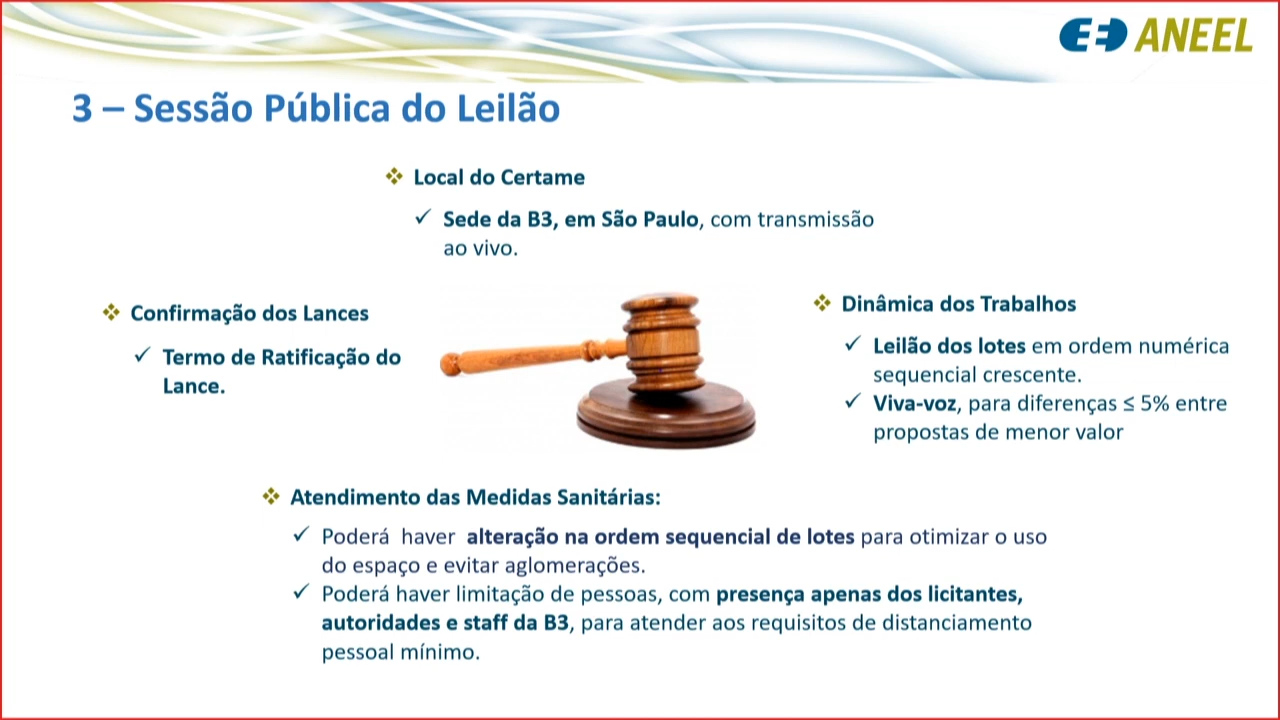 ANEEL
3 – Sessão Pública do Leilão
❖ Local do Certame
✓ Sede da B3, em São Paulo, com transmissão
ao vivo.
❖ Confirmação dos Lances
✓ Termo de Ratificação do
Lance.
❖ Dinâmica dos Trabalhos
✓ Leilão dos lotes em ordem numérica
sequencial crescente.
✓ Viva-voz, para diferenças ≤ 5% entre
propostas de menor valor
❖ Atendimento das Medidas Sanitárias:
✓ Poderá haver alteração na ordem sequencial de lotes para otimizar o uso
do espaço e evitar aglomerações.
✓ Poderá haver limitação de pessoas, com presença apenas dos licitantes,
autoridades e staff da B3, para atender aos requisitos de distanciamento
pessoal mínimo.